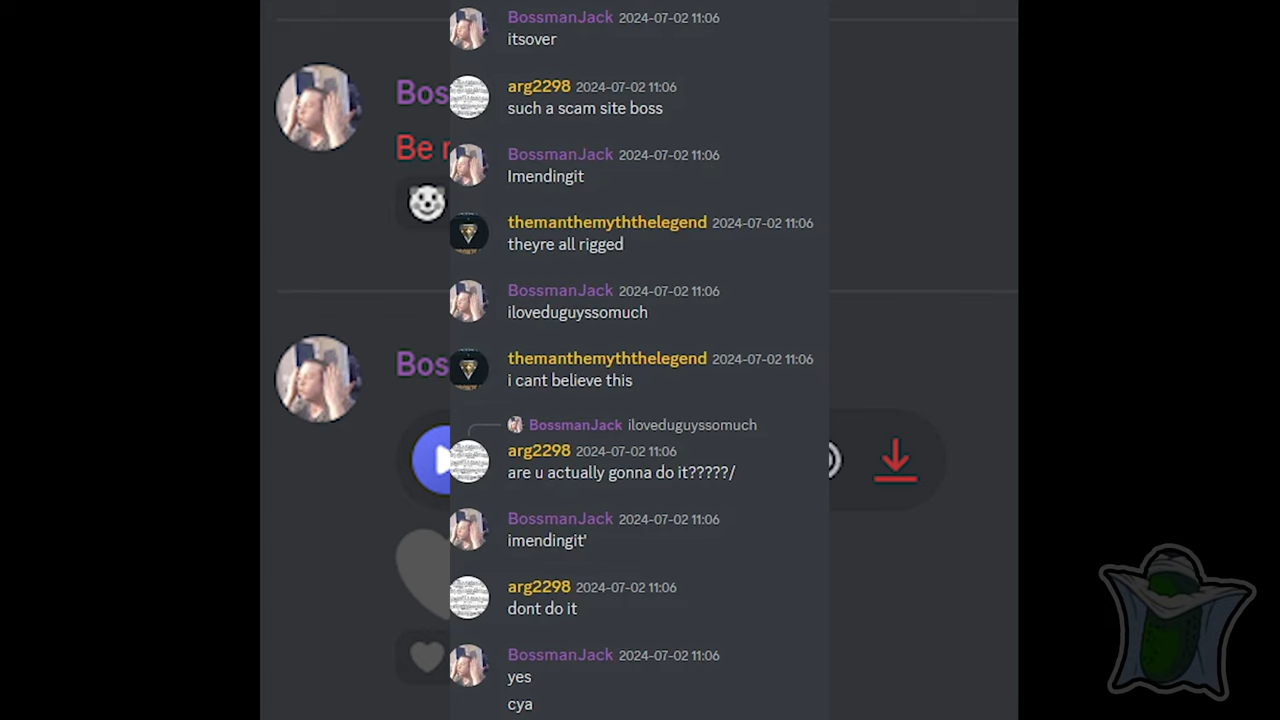 BossmanJack 2024-07-02 11:06
itsover
arg2298 2024-07-02 11:06
such a scam site boss
BossmanJack 2024-07-02 11:06
Imendingit
themanthemyththelegend 2024-07-02 11:06
theyre all rigged
BossmanJack 2024-07-02 11:06
iloveduguyssomuch
themanthemyththelegend 2024-07-02 11:06
i cant believe this
BossmanJack iloveduguyssomuch
arg2298 2024-07-02 11:06
are u actually gonna do it?????/
BossmanJack 2024-07-02 11:06
imendingit'
arg2298 2024-07-02 11:06
dont do it
BossmanJack 2024-07-02 11:06
yes
cya
Bos
Be
Bos